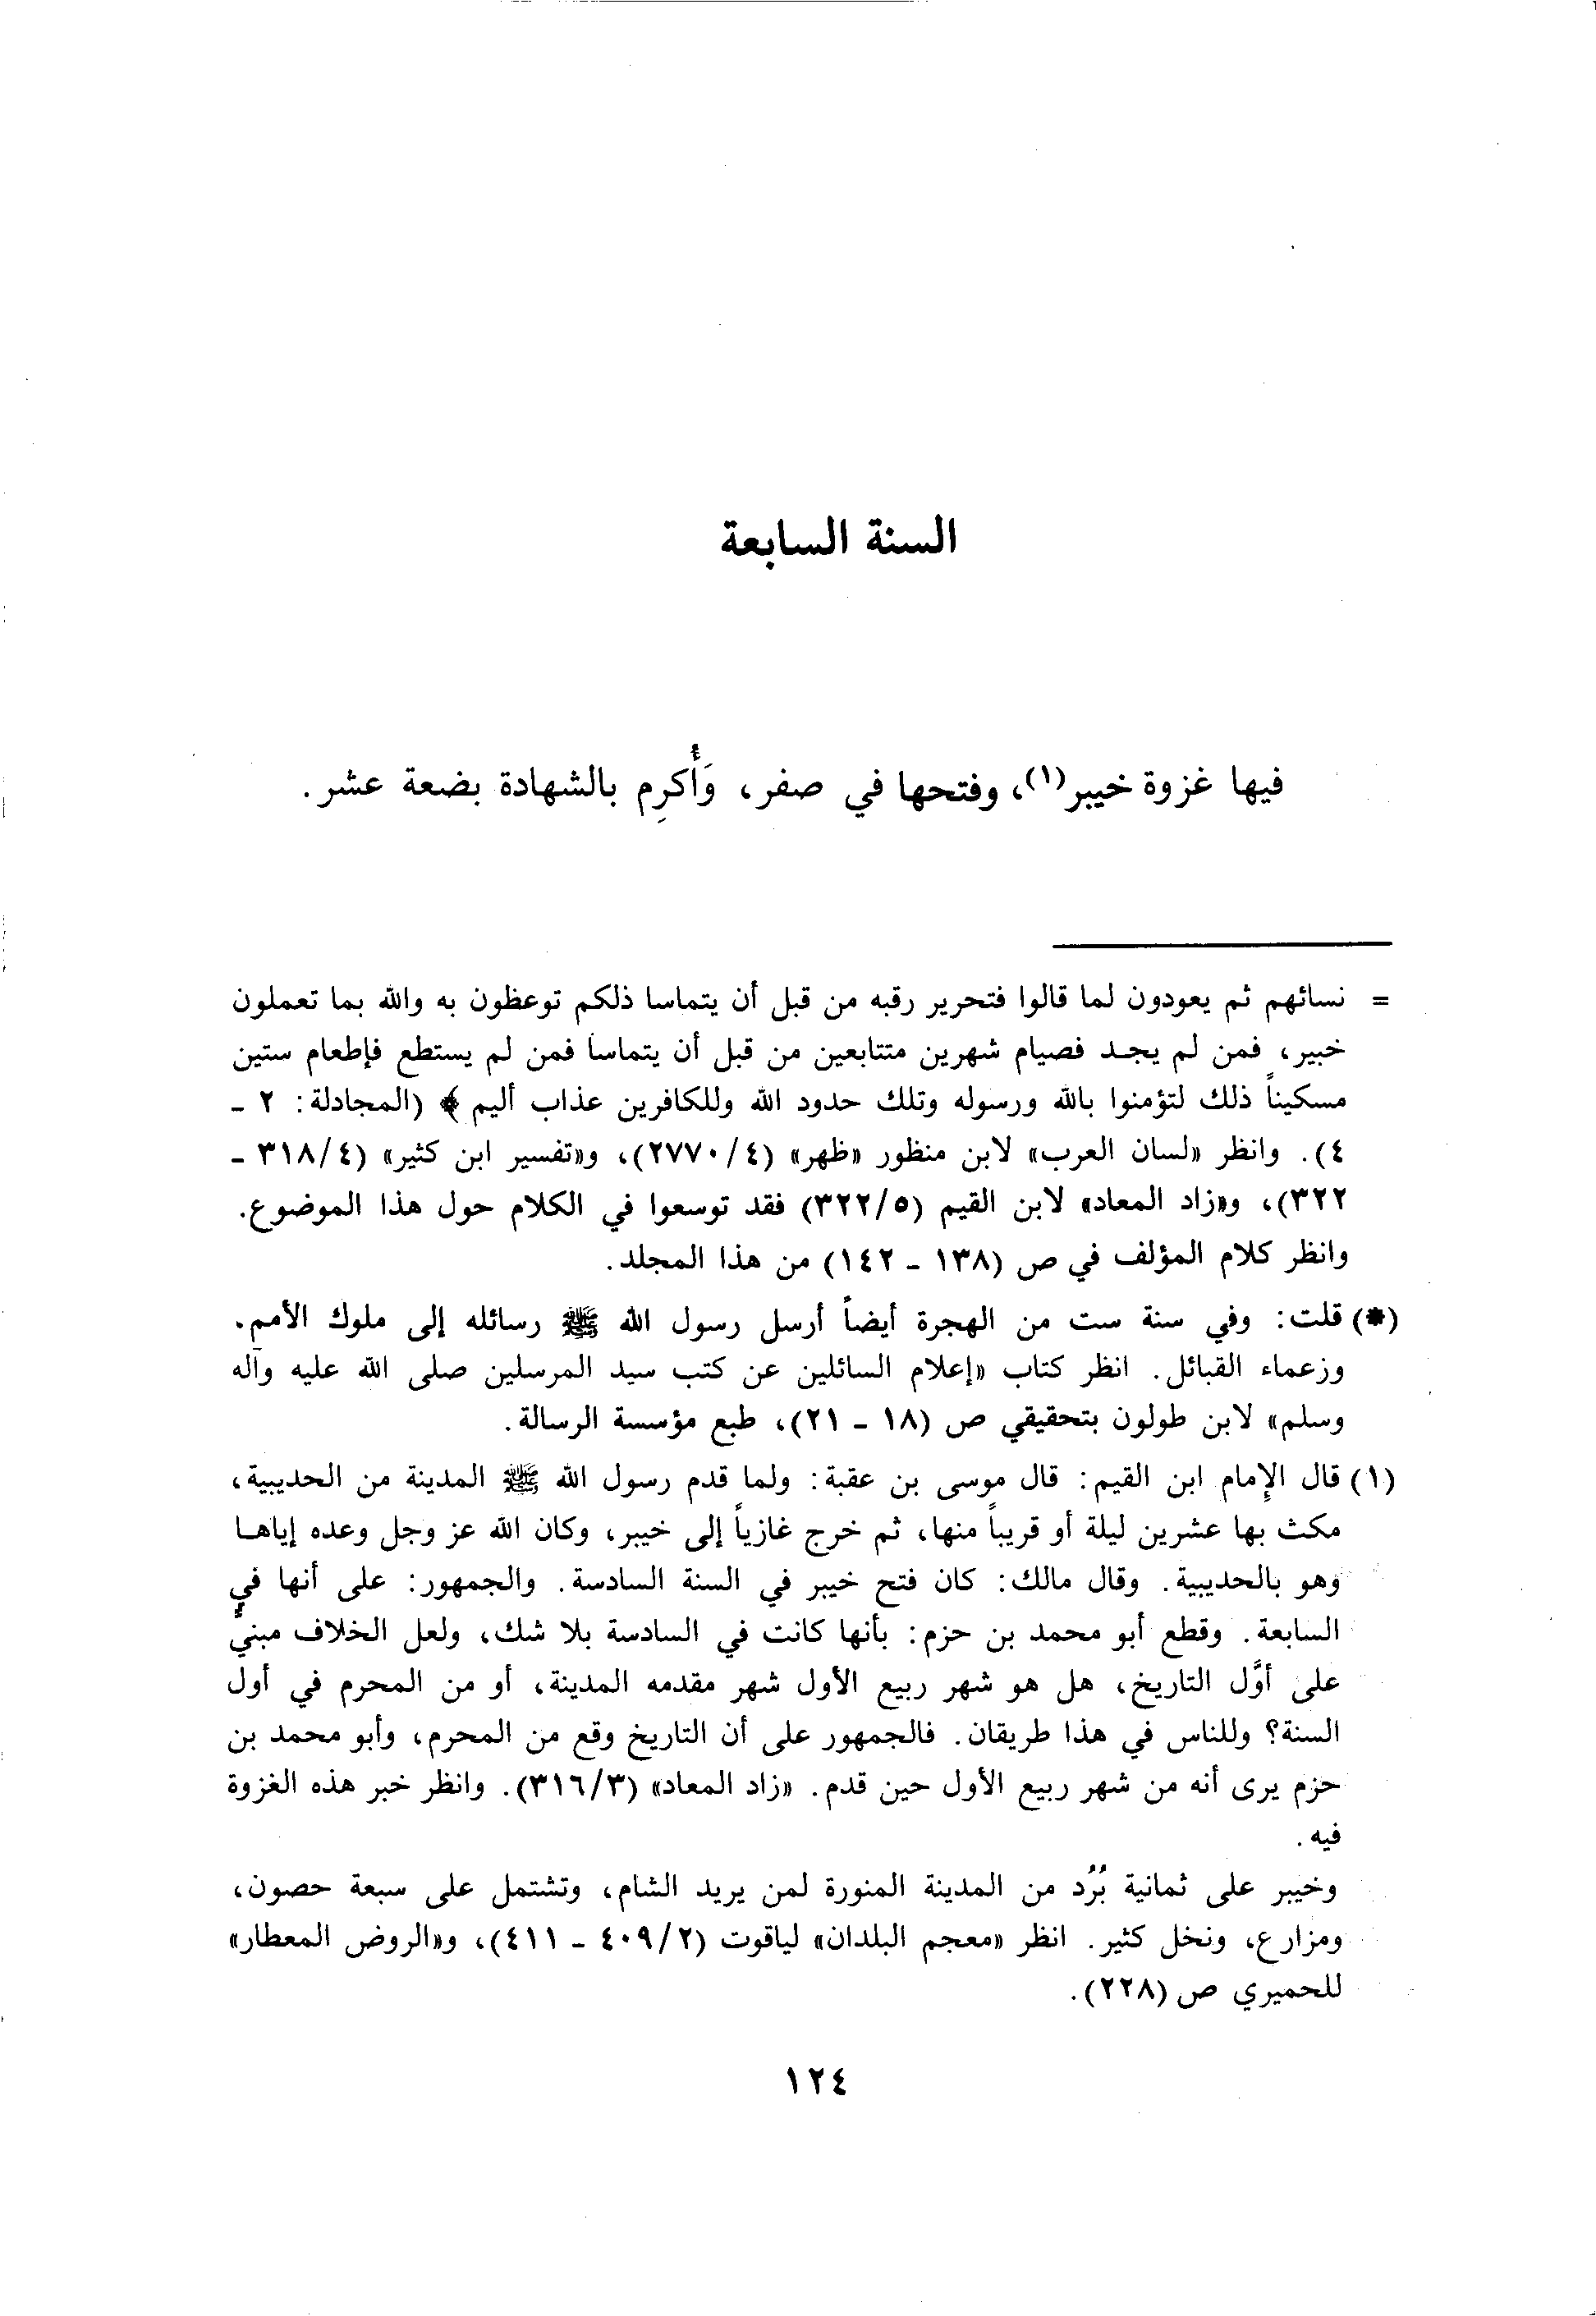 السنة السابعة
فيها غزوة خيبر(١)، وفتحها في صفر، وَأُكرِم بالشهادة بضعة عشر.
= نسائهم ثم يعودون لما قالوا فتحرير رقبه من قبل أن يتماسا ذلكم توعظون به والله بما تعملون
خبير، فمن لم يجد فصيام شهرين متتابعين من قبل أن يتماسا فمن لم يستطع فإطعام ستين
مسكيناً ذلك لتؤمنوا بالله ورسوله وتلك حدود الله وللكافرين عذاب أليم ﴾ (المجادلة: ٢ ـ
٤). وانظر «لسان العرب» لابن منظور «ظهر» (٢٧٧٠/٤)، و«تفسير ابن كثير» (٣١٨/٤ ـ
٣٢٢)، و«زاد المعاد» لابن القيم (٣٢٢/٥) فقد توسعوا في الكلام حول هذا الموضوع.
وانظر كلام المؤلف في ص (١٣٨ ـ ١٤٢) من هذا المجلد.
(*) قلت: وفي سنة ست من الهجرة أيضاً أرسل رسول الله ﷺ رسائله إلى ملوك الأمم.
وزعماء القبائل. انظر كتاب «إعلام السائلين عن كتب سيد المرسلين صلى الله عليه وآله
وسلم» لابن طولون بتحقيقي ص (١٨ ـ ٢١)، طبع مؤسسة الرسالة.
(١) قال الإمام ابن القيم: قال موسى بن عقبة: ولما قدم رسول الله ﷺ المدينة من الحديبية،
مكث بها عشرين ليلة أو قريباً منها، ثم خرج غازياً إلى خيبر، وكان الله عز وجل وعده إياها
وهو بالحديبية. وقال مالك: كان فتح خيبر في السنة السادسة. والجمهور: على أنها في
السابعة. وقطع أبو محمد بن حزم: بأنها كانت في السادسة بلا شك، ولعل الخلاف مبنيٌّ
على أوَّل التاريخ، هل هو شهر ربيع الأول شهر مقدمه المدينة، أو من المحرم في أول
السنة؟ وللناس في هذا طريقان. فالجمهور على أن التاريخ وقع من المحرم، وأبو محمد بن
حزم يرى أنه من شهر ربيع الأول حين قدم. «زاد المعاد» (٣١٦/٣). وانظر خبر هذه الغزوة
فيه.
وخيبر على ثمانية بُرُد من المدينة المنورة لمن يريد الشام، وتشتمل على سبعة حصون،
ومزارع، ونخل كثير. انظر «معجم البلدان» لياقوت (٤٠٩/٢ ـ ٤١١)، و«الروض المعطار»
للحميري ص (٢٢٨).
١٢٤